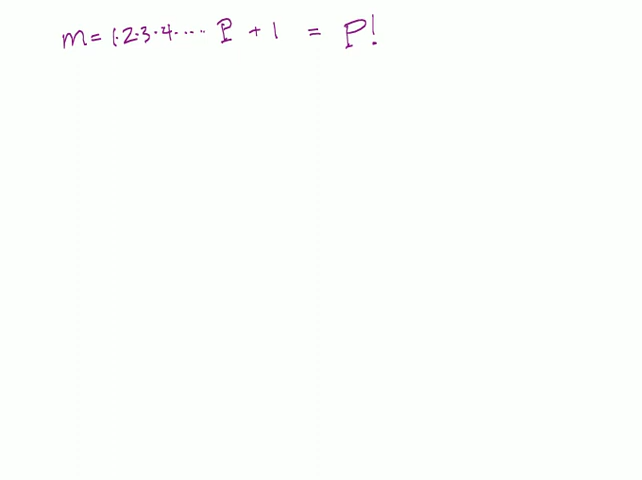 m = 1·2·3·4····· P + 1 = P!